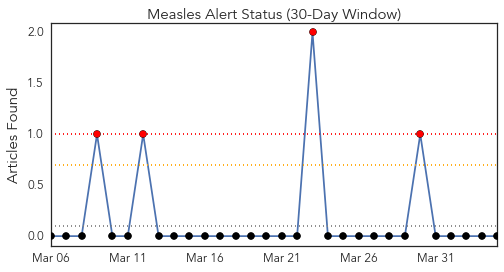 Measles Alert Status (30-Day Window)
Articles Found
2.0
1.5
1.0
0.5
0.0
Mar 06 Mar 11 Mar 16 Mar 21 Mar 26 Mar 31